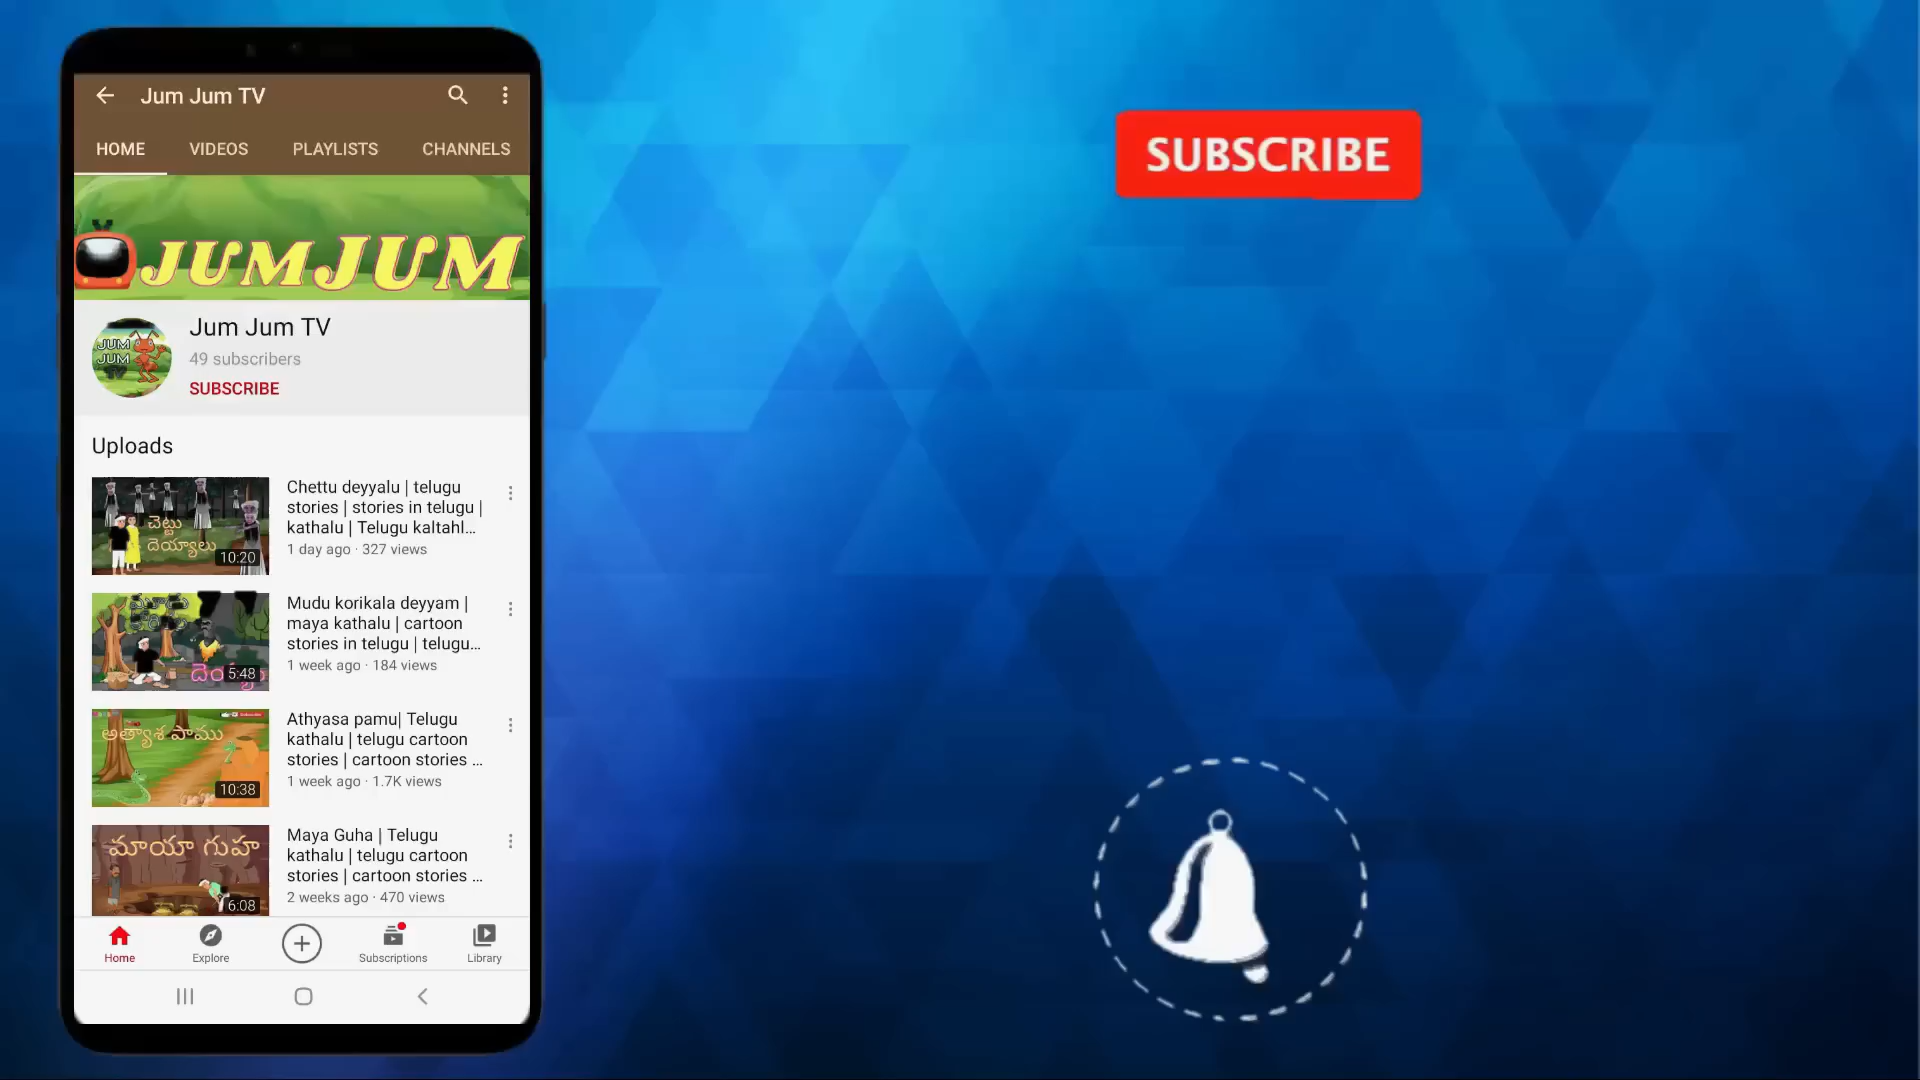 Jum Jum TV
HOME VIDEOS PLAYLISTS CHANNELS
JUMJUM
Jum Jum TV
49 subscribers
SUBSCRIBE
JUM
JUM
TV
Uploads
Chettu deyyalu | telugu
stories | stories in telugu |
kathalu | Telugu kaltahl...
1 day ago · 327 views
చెట్టు
దెయ్యాలు
10:20
Mudu korikala deyyam |
maya kathalu | cartoon
stories in telugu | telugu...
1 week ago · 184 views
5:48
Athyasa pamu| Telugu
kathalu | telugu cartoon
stories | cartoon stories ...
1 week ago · 1.7K views
అత్యాశ పాము
10:38
Maya Guha | Telugu
kathalu | telugu cartoon
stories | cartoon stories ...
2 weeks ago · 470 views
మాయా గుహ
6:08
Home Explore Subscriptions Library
SUBSCRIBE